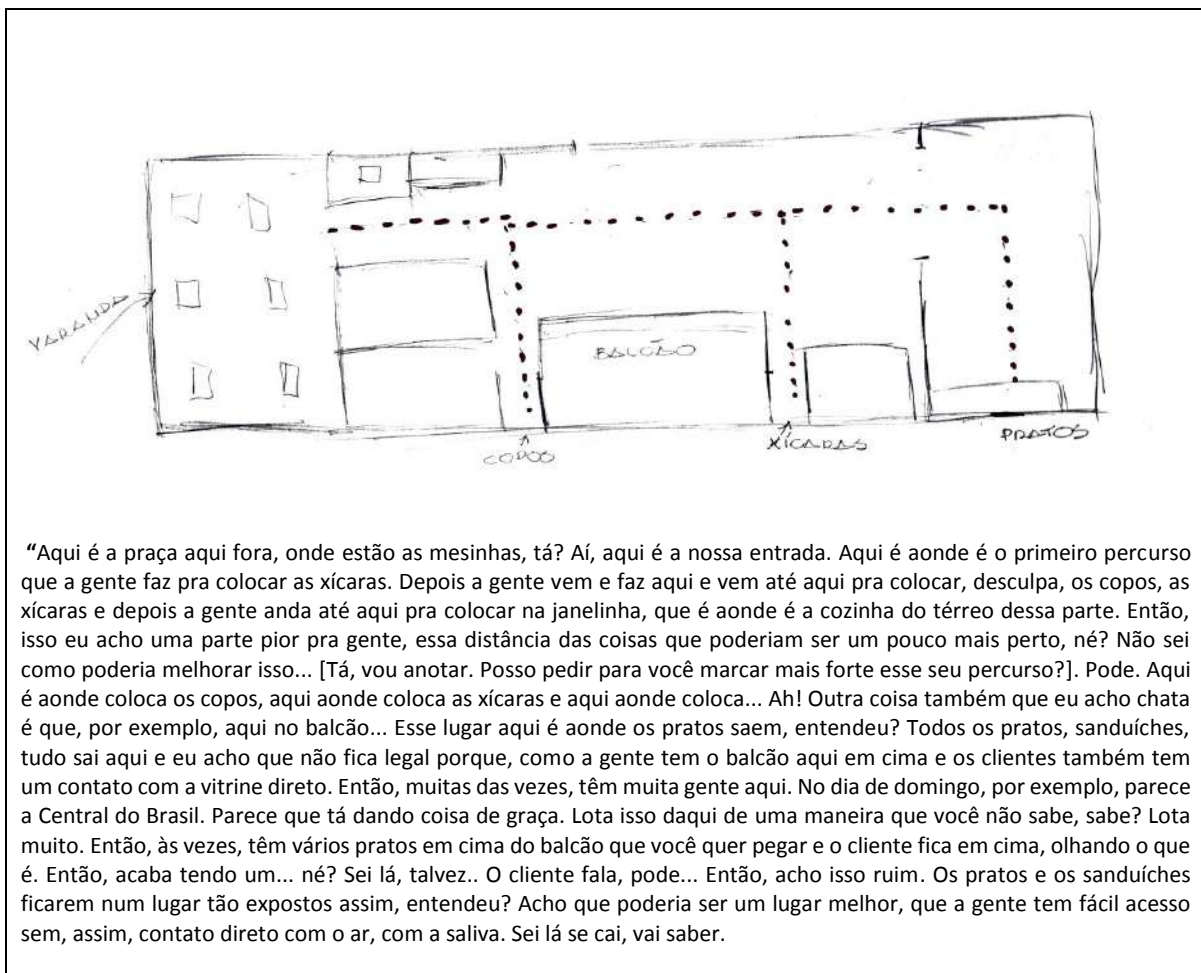 VARANDA
BALCÃO
COPOS
XÍCARAS
PRATOS
“Aqui é a praça aqui fora, onde estão as mesinhas, tá? Aí, aqui é a nossa entrada. Aqui é aonde é o primeiro percurso
que a gente faz pra colocar as xícaras. Depois a gente vem e faz aqui e vem até aqui pra colocar, desculpa, os copos, as
xícaras e depois a gente anda até aqui pra colocar na janelinha, que é aonde é a cozinha do térreo dessa parte. Então,
isso eu acho uma parte pior pra gente, essa distância das coisas que poderiam ser um pouco mais perto, né? Não sei
como poderia melhorar isso... [Tá, vou anotar. Posso pedir para você marcar mais forte esse seu percurso?]. Pode. Aqui
é aonde coloca os copos, aqui aonde coloca as xícaras e aqui aonde coloca... Ah! Outra coisa também que eu acho chata
é que, por exemplo, aqui no balcão... Esse lugar aqui é aonde os pratos saem, entendeu? Todos os pratos, sanduíches,
tudo sai aqui e eu acho que não fica legal porque, como a gente tem o balcão aqui em cima e os clientes também tem
um contato com a vitrine direto. Então, muitas das vezes, têm muita gente aqui. No dia de domingo, por exemplo, parece
a Central do Brasil. Parece que tá dando coisa de graça. Lota isso daqui de uma maneira que você não sabe, sabe? Lota
muito. Então, às vezes, têm vários pratos em cima do balcão que você quer pegar e o cliente fica em cima, olhando o que
é. Então, acaba tendo um... né? Sei lá, talvez.. O cliente fala, pode... Então, acho isso ruim. Os pratos e os sanduíches
ficarem num lugar tão expostos assim, entendeu? Acho que poderia ser um lugar melhor, que a gente tem fácil acesso
sem, assim, contato direto com o ar, com a saliva. Sei lá se cai, vai saber.